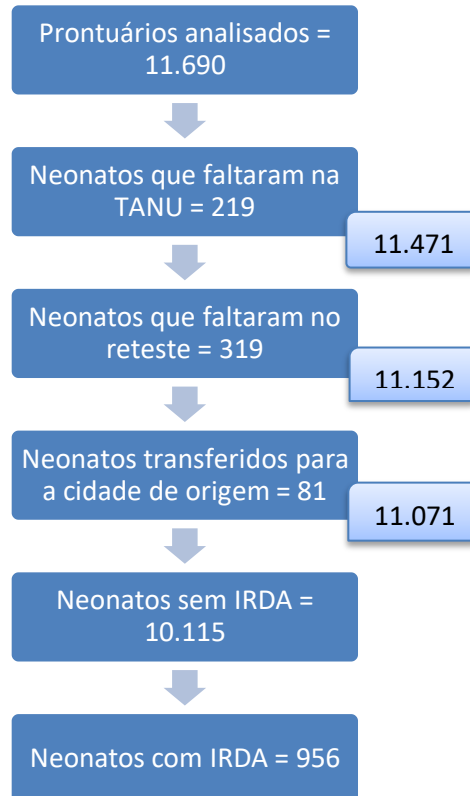 Prontuários analisados =
11.690
Neonatos que faltaram na
TANU = 219
11.471
Neonatos que faltaram no
reteste = 319
11.152
Neonatos transferidos para
a cidade de origem = 81
11.071
Neonatos sem IRDA =
10.115
Neonatos com IRDA = 956